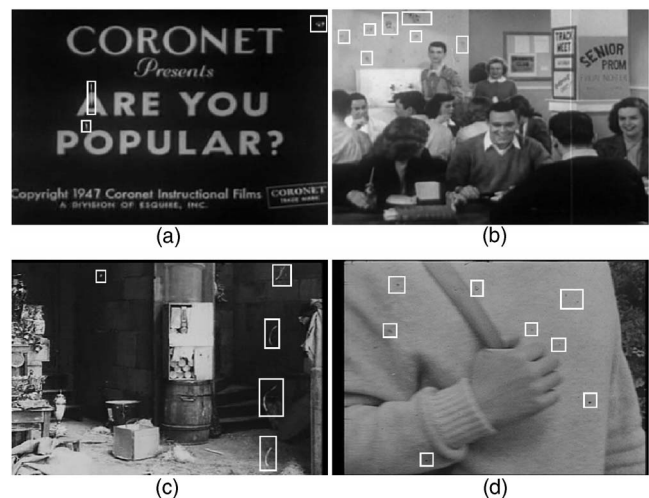 CORONET
Presents
ARE YOU
POPULAR?
Copyright 1947 Coronet Instructional Films
A DIVISION OF ESQUIRE, INC.
CORONET
TRADE MARK
(a)
TRACK
MEET
SENIOR
PROM
(b)
(c)
(d)